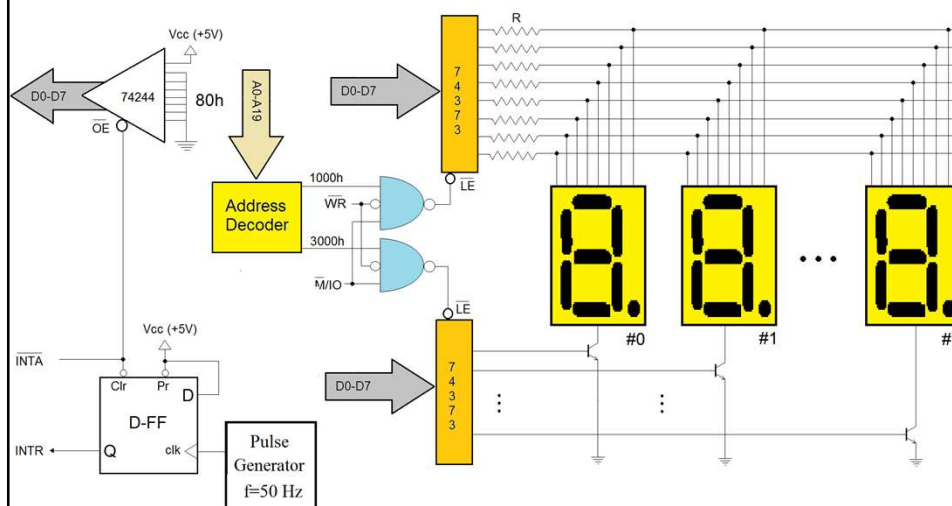 Vcc (+5V)
D0-D7
74244
80h
OE
A0-A19
D0-D7
74373
R
LE
1000h
Address
Decoder
WR
3000h
M/IO
LE
#0
#1
#
Vcc (+5V)
INTA
Clr
Pr
D
D-FF
INTR
Q
clk
Pulse
Generator
f=50 Hz
D0-D7
74373